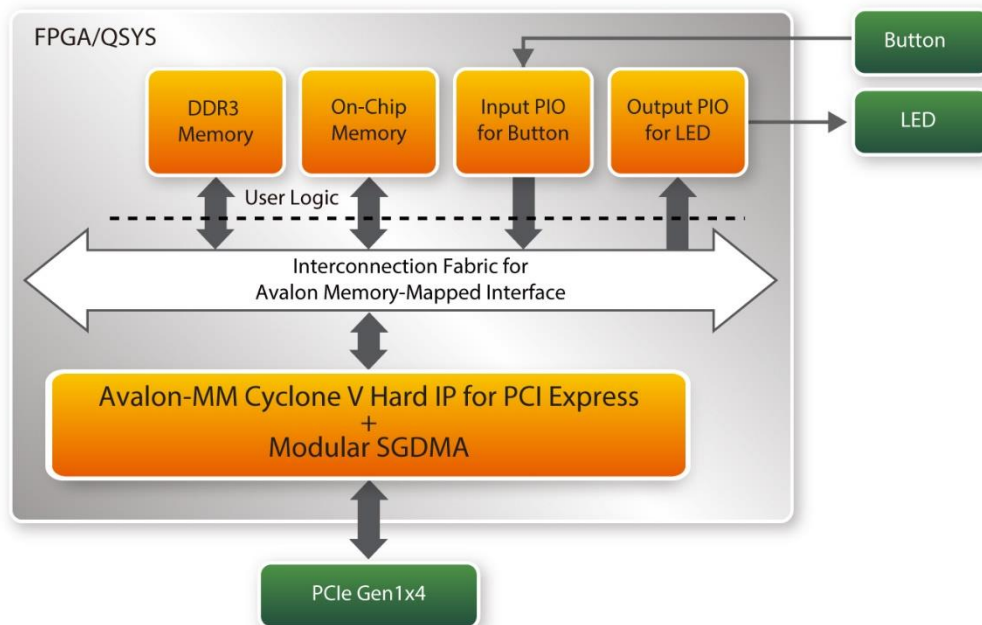 FPGA/QSYS
Button
LED
DDR3
Memory
On-Chip
Memory
Input PIO
for Button
Output PIO
for LED
User Logic
Interconnection Fabric for
Avalon Memory-Mapped Interface
Avalon-MM Cyclone V Hard IP for PCI Express
+
Modular SGDMA
PCIe Gen1x4